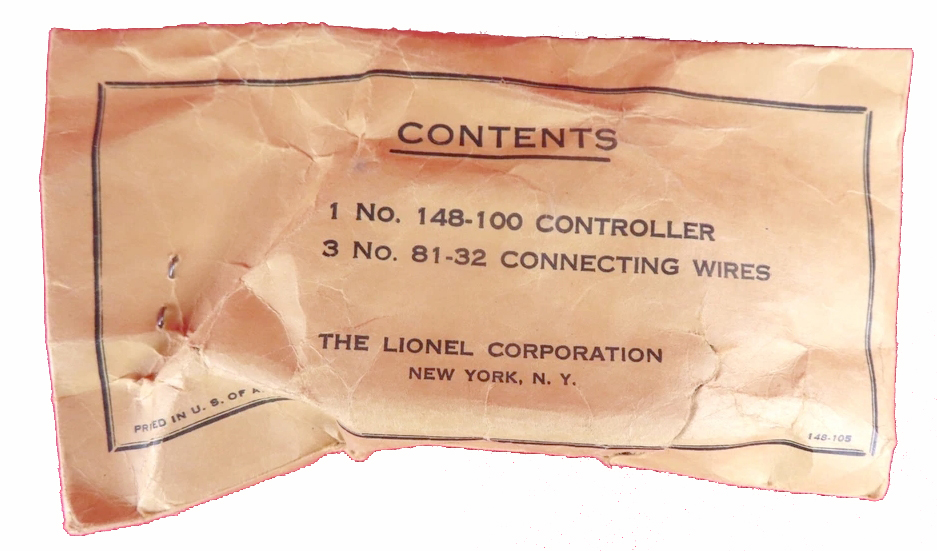 CONTENTS
1 No. 148-100 CONTROLLER
3 No. 81-32 CONNECTING WIRES
THE LIONEL CORPORATION
NEW YORK, N. Y.
IN U. S. OF
148-105